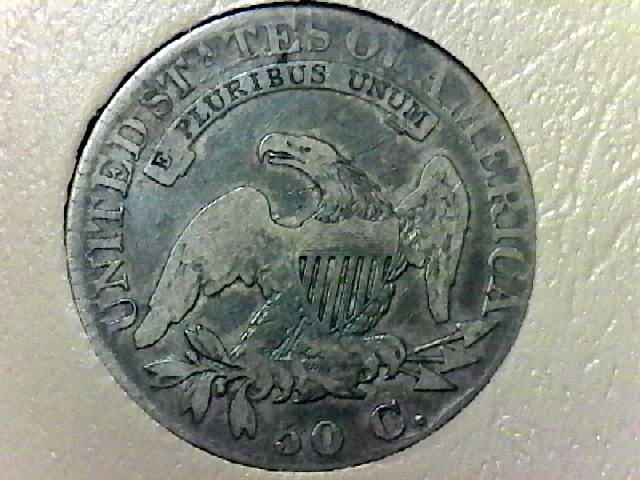 UNITED STATES OF AMERICA
E PLURIBUS UNUM
50 C.